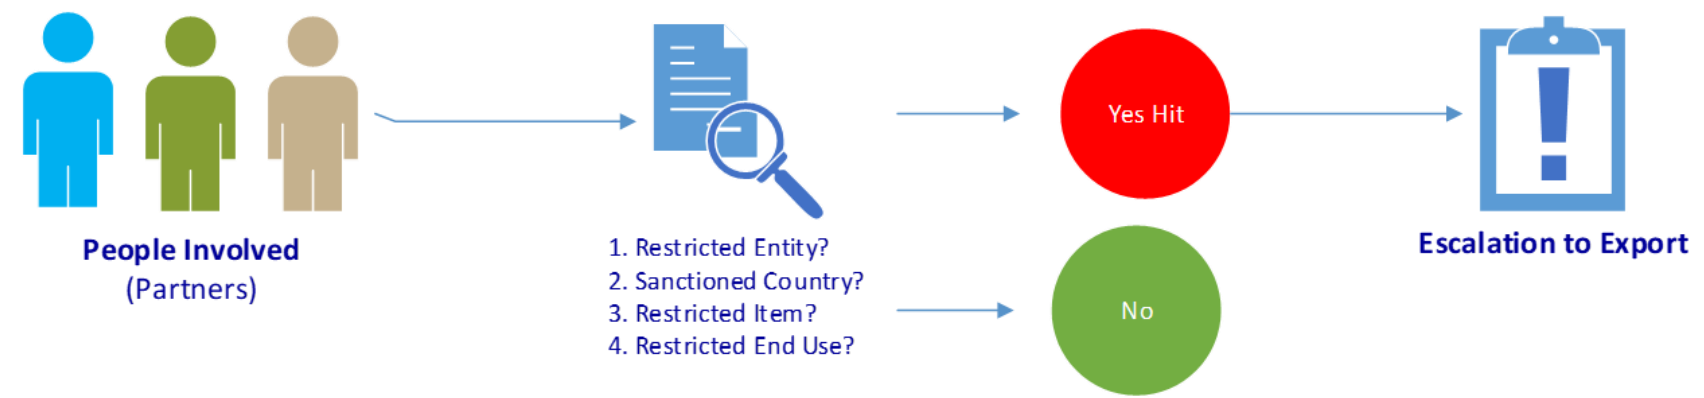 People Involved
(Partners)
1. Restricted Entity?
2. Sanctioned Country?
3. Restricted Item?
4. Restricted End Use?
Yes Hit
No
Escalation to Export